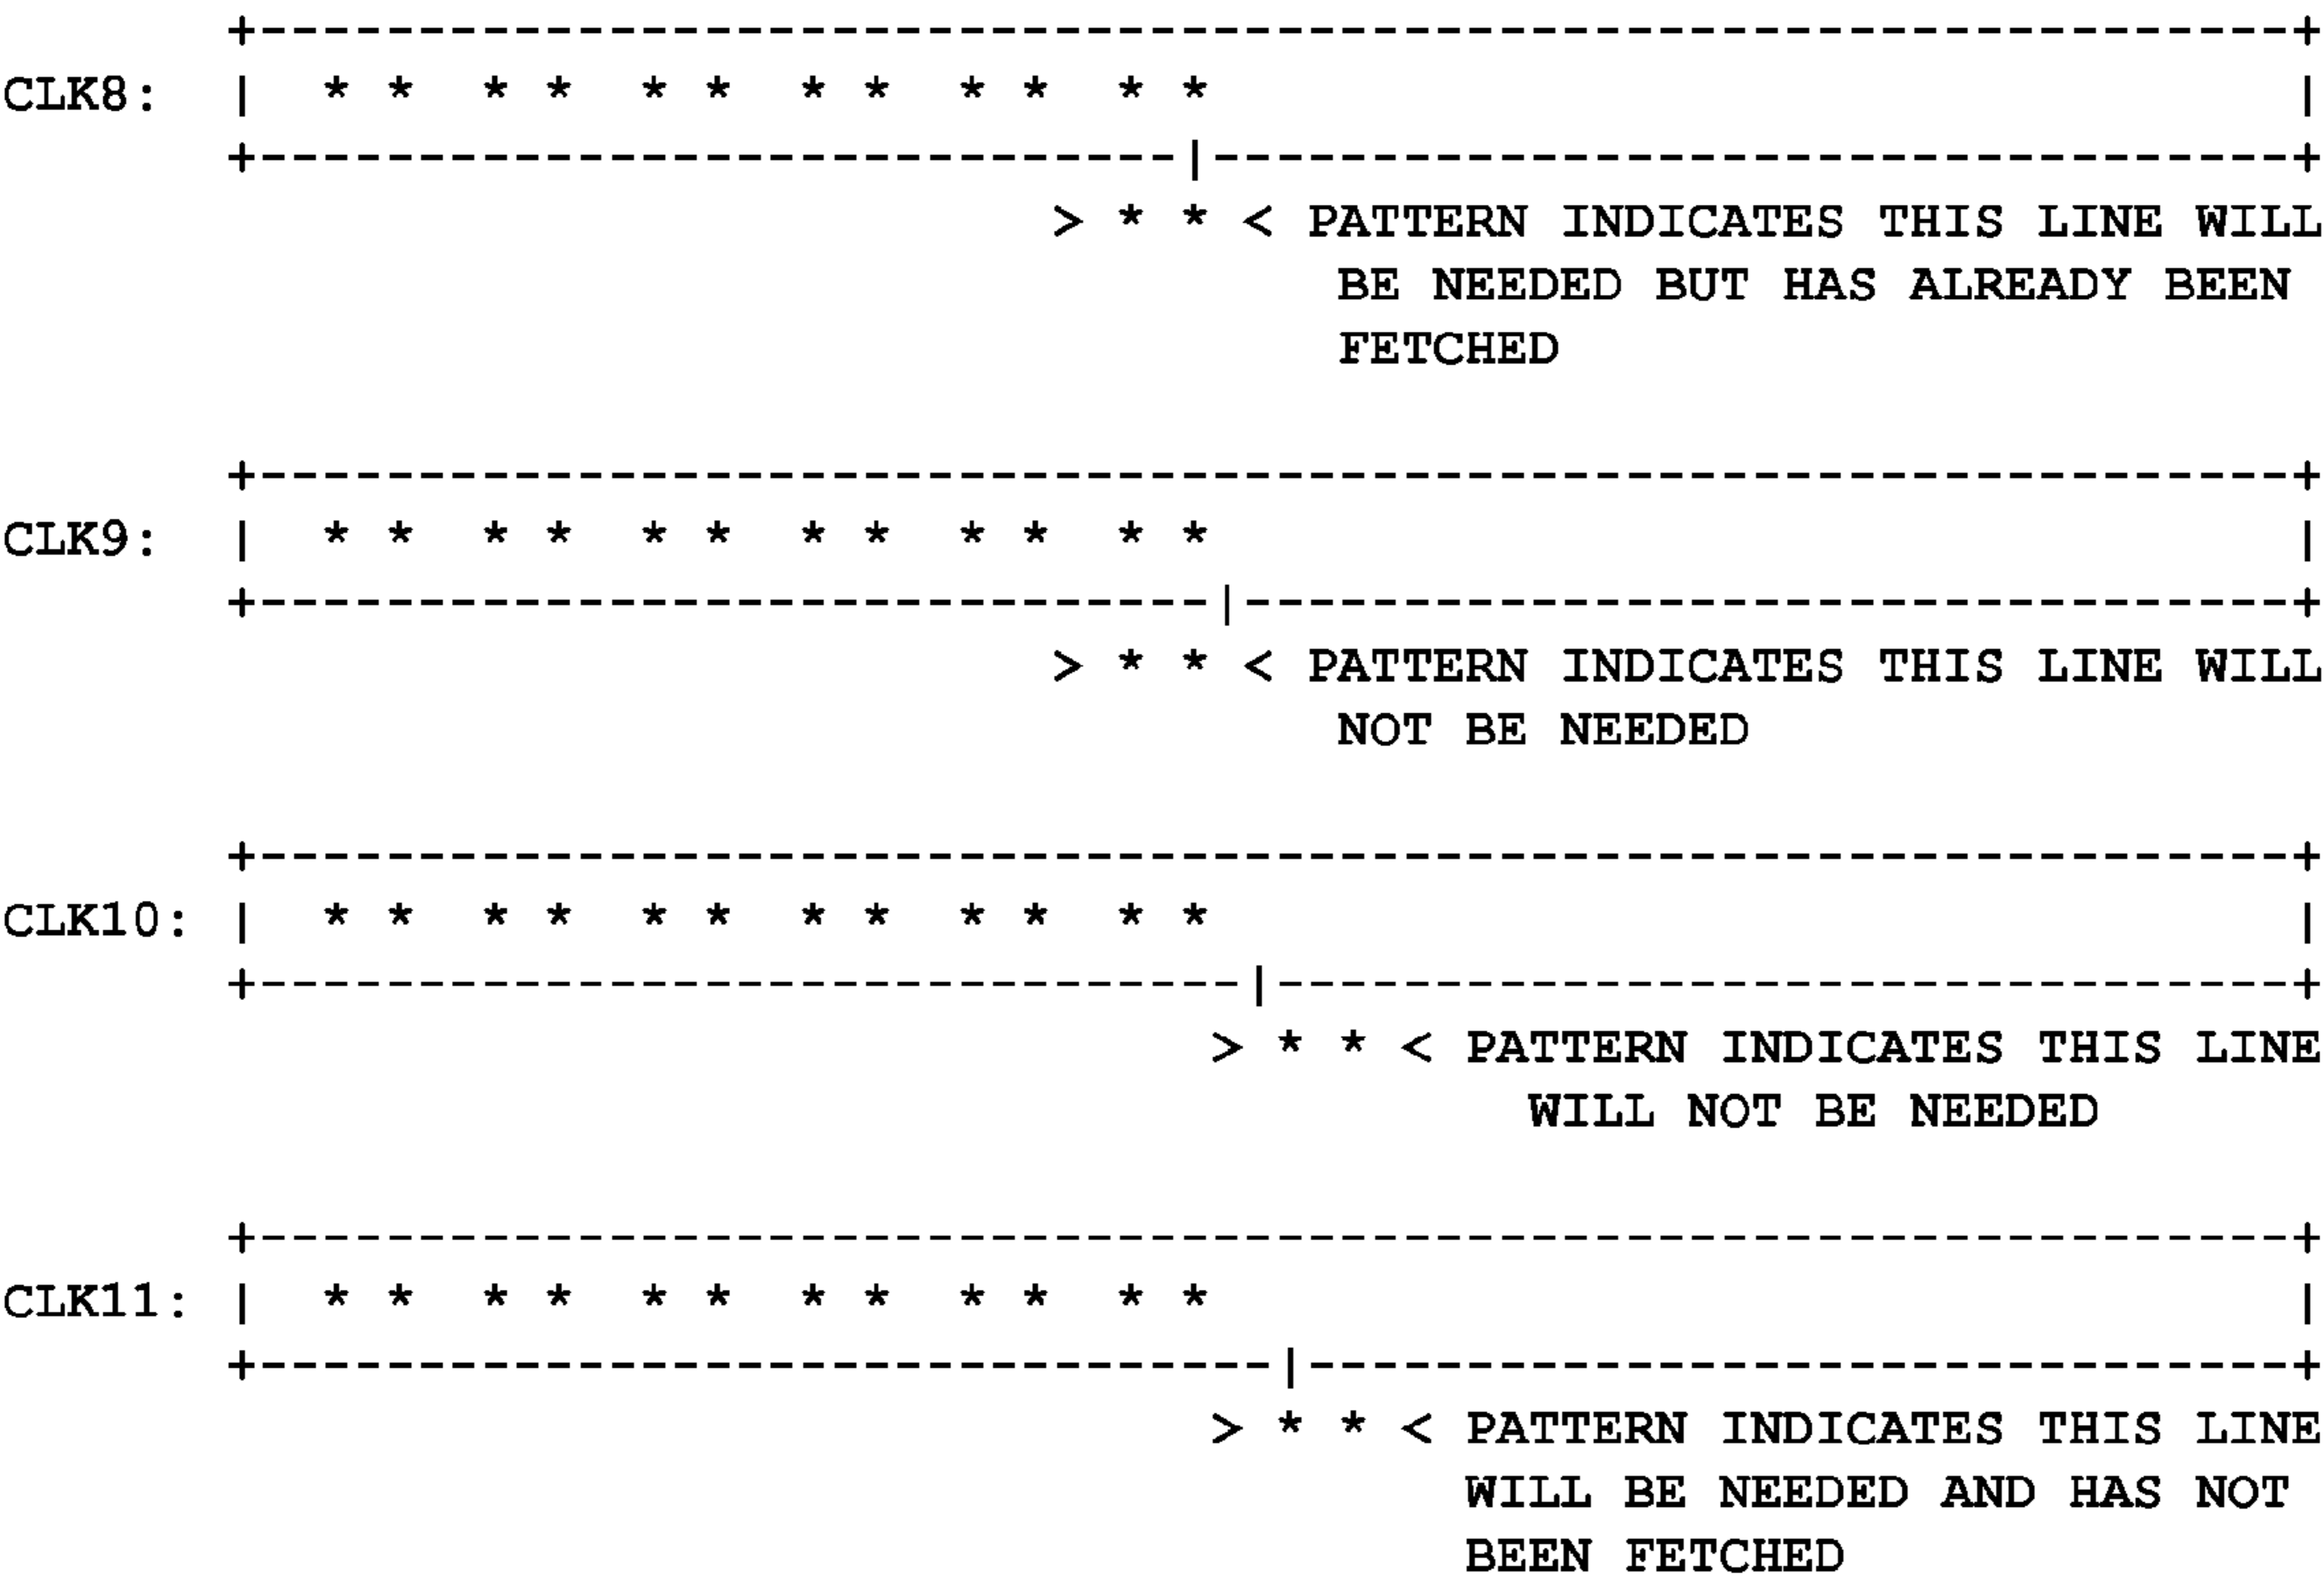 +----------------------------------------------------------------+
CLK8:  |  * *  * *  * *  * *  * *  * *                                  |
+-----------------------------|----------------------------------+
> * * < PATTERN INDICATES THIS LINE WILL
BE NEEDED BUT HAS ALREADY BEEN
FETCHED
+----------------------------------------------------------------+
CLK9:  |  * *  * *  * *  * *  * *  * *                                  |
+------------------------------|---------------------------------+
> * * < PATTERN INDICATES THIS LINE WILL
NOT BE NEEDED
+----------------------------------------------------------------+
CLK10: |  * *  * *  * *  * *  * *  * *                                  |
+-------------------------------|--------------------------------+
> * * < PATTERN INDICATES THIS LINE
WILL NOT BE NEEDED
+----------------------------------------------------------------+
CLK11: |  * *  * *  * *  * *  * *  * *                                  |
+--------------------------------|-------------------------------+
> * * < PATTERN INDICATES THIS LINE
WILL BE NEEDED AND HAS NOT
BEEN FETCHED